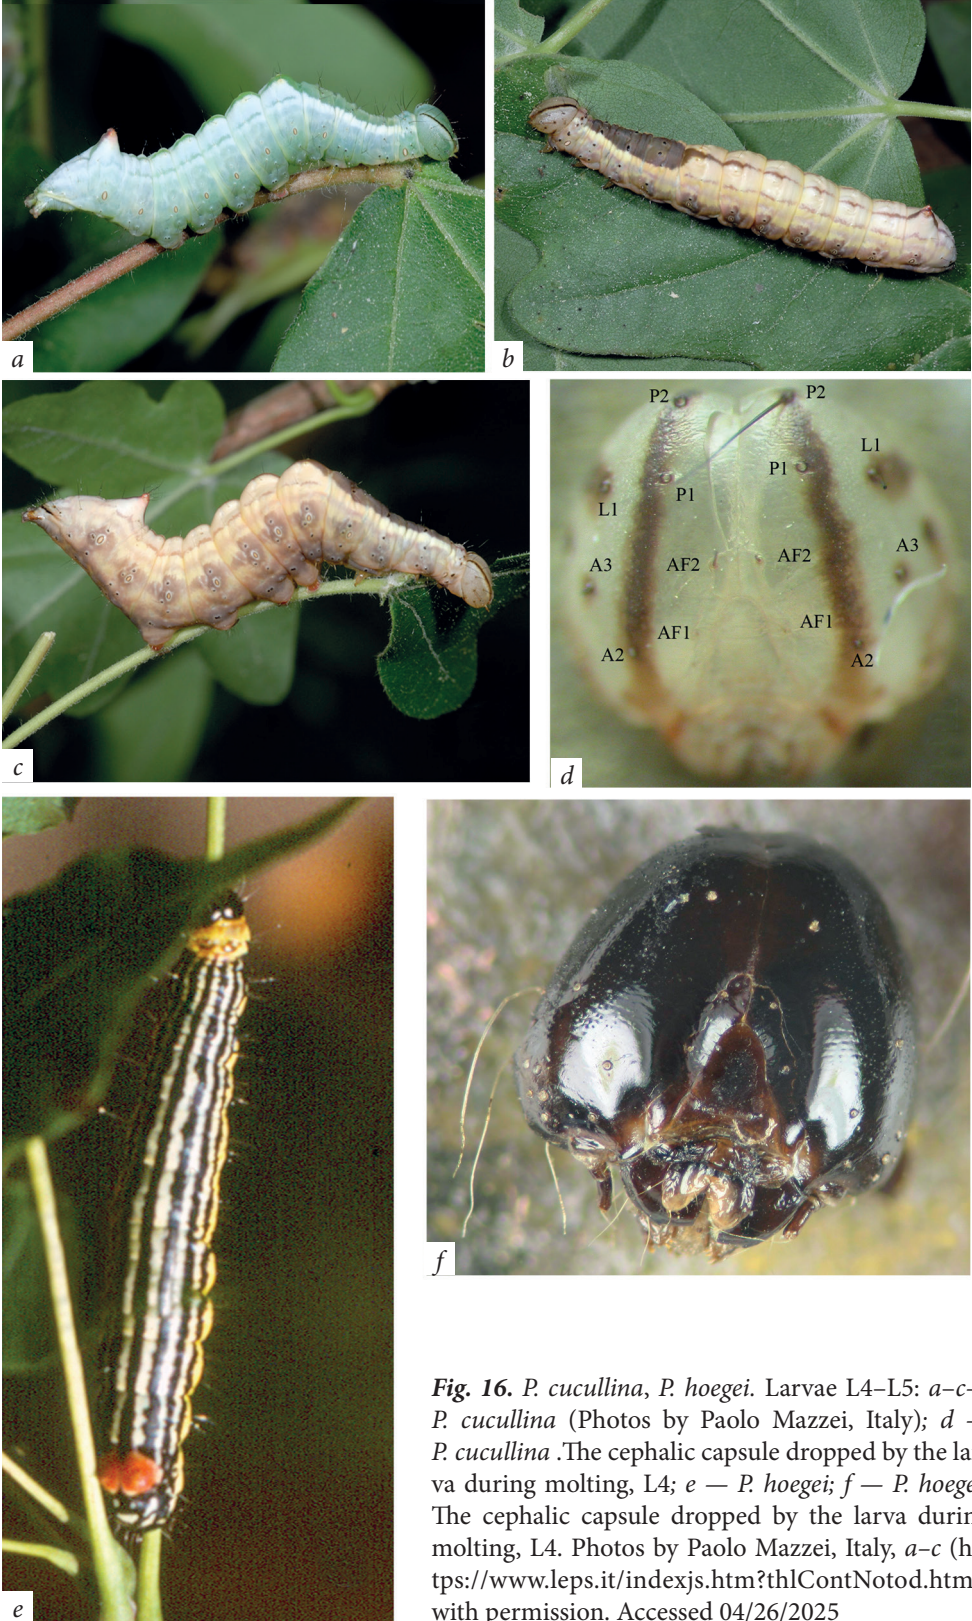 a
b
c
P2
P2
L1
P1
P1
L1
A3
AF2
AF2
A3
AF1
AF1
A2
A2
d
e
f
Fig. 16. P. cucullina, P. hoegei. Larvae L4–L5: a–c-
P. cucullina (Photos by Paolo Mazzei, Italy); d -
P. cucullina .The cephalic capsule dropped by the la
va during molting, L4; e — P. hoegei; f — P. hoege
The cephalic capsule dropped by the larva durin
molting, L4. Photos by Paolo Mazzei, Italy, a–c (h
tps://www.leps.it/indexjs.htm?thlContNotod.htm
with permission. Accessed 04/26/2025